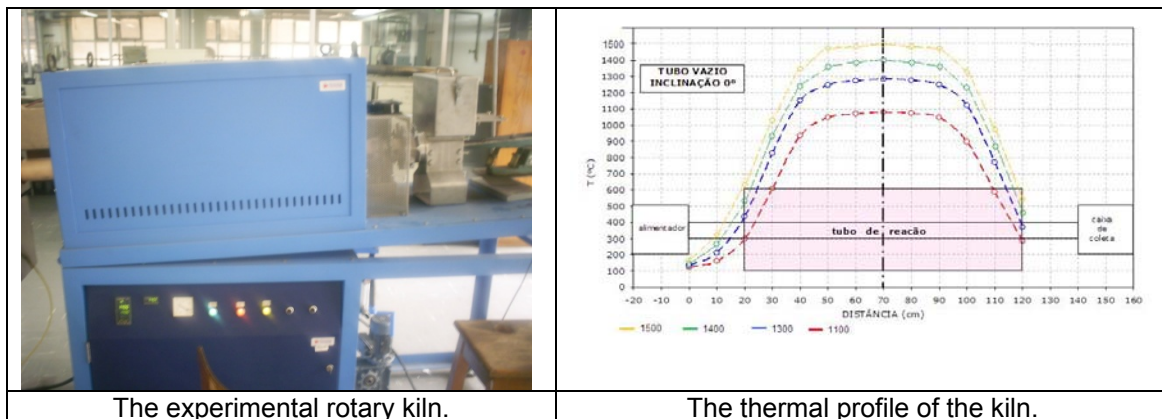 1500
1400
1300
1200
1100
1000
900
800
700
600
500
400
300
200
100
T (ºC)
TUBO VAZIO
INCLINAÇÃO 0º
alimentador
tubo de reacão
caixa
de
coleta
-20 -10 0 10 20 30 40 50 60 70 80 90 100 110 120 130 140 150 160
DISTÂNCIA (cm)
1500 1400 1300 1100
The experimental rotary kiln.
The thermal profile of the kiln.